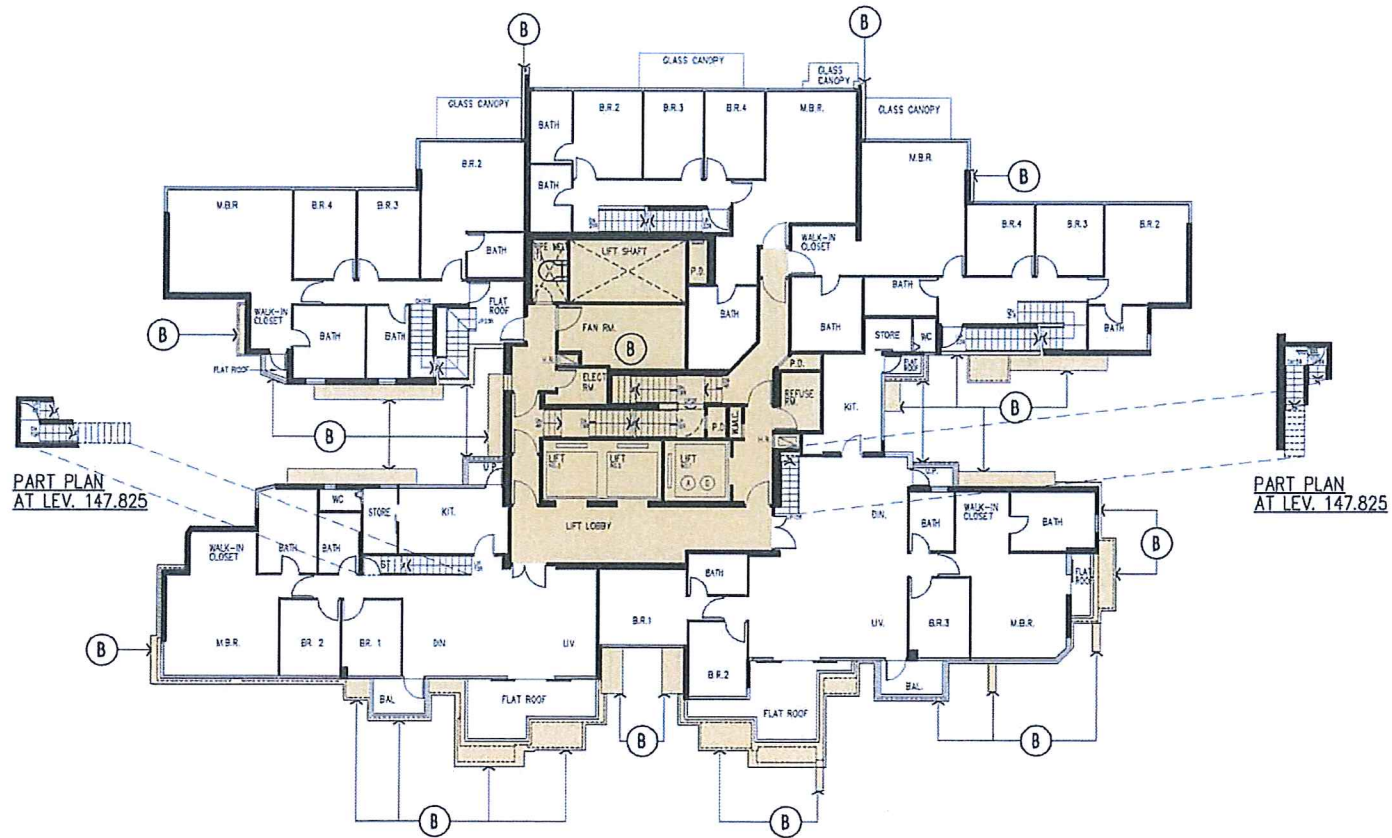 B
B
GLASS CANOPY
GLASS
CANOPY
GLASS CANOPY
GLASS CANOPY
BATH
B.R.2
B.R.3
B.R.4
M.B.R.
B.R.2
M.B.R
B
BATH
M.B.R
B.R.4
B.R.3
BATH
WALK-IN
CLOSET
B.R.4
B.R.3
B.R.2
LIFT SHAFT
P.D.
FLAT
ROOF
BATH
WALK-IN
CLOSET
BATH
BATH
B
FAN RM.
B
BATH
BATH
STORE
WC
BATH
FLAT ROOF
P.D.
FLAT
ROOF
ELECT
RM.
REFUSE
RM.
KIT.
B
B
P.D.
H.R.
LIFT
LIFT
LIFT
A
PART PLAN
AT LEV. 147.825
PART PLAN
AT LEV. 147.825
U.P.
U.P.
WC
STORE
KIT.
LIFT LOBBY
DIN.
BATH
WALK-IN
CLOSET
BATH
B
WALK-IN
CLOSET
BATH
BATH
BATH
FLAT
ROOF
B
M.B.R.
BR. 2
BR. 1
DIN
LIV.
B.R.1
B.R.2
LIV.
B.R.3
M.B.R.
BAL
FLAT ROOF
FLAT ROOF
BAL.
B
B
B
B